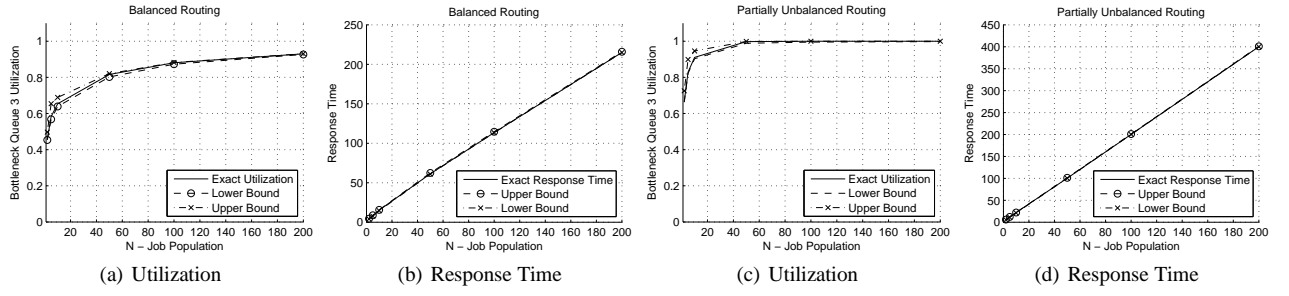 Balanced Routing
Bottleneck Queue 3 Utilization
1
0.8
0.6
0.4
0.2
0
20 40 60 80 100 120 140 160 180 200
N − Job Population
Exact Utilization
Lower Bound
Upper Bound
(a) Utilization
Balanced Routing
Response Time
250
200
150
100
50
0
0 20 40 60 80 100 120 140 160 180 200
N − Job Population
Exact Response Time
Upper Bound
Lower Bound
(b) Response Time
Partially Unbalanced Routing
Bottleneck Queue 3 Utilization
1
0.8
0.6
0.4
0.2
0
20 40 60 80 100 120 140 160 180 200
N − Job Population
Exact Utilization
Lower Bound
Upper Bound
(c) Utilization
Partially Unbalanced Routing
Response Time
450
400
350
300
250
200
150
100
50
0
0 20 40 60 80 100 120 140 160 180 200
N − Job Population
Exact Response Time
Upper Bound
Lower Bound
(d) Response Time